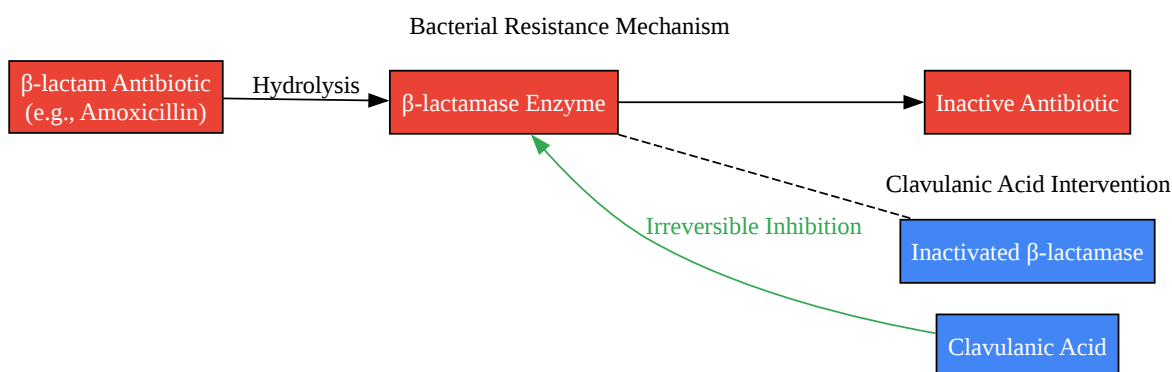 Bacterial Resistance Mechanism
β-lactam Antibiotic
(e.g., Amoxicillin)
Hydrolysis
β-lactamase Enzyme
Inactive Antibiotic
Clavulanic Acid Intervention
Irreversible Inhibition
Inactivated β-lactamase
Clavulanic Acid